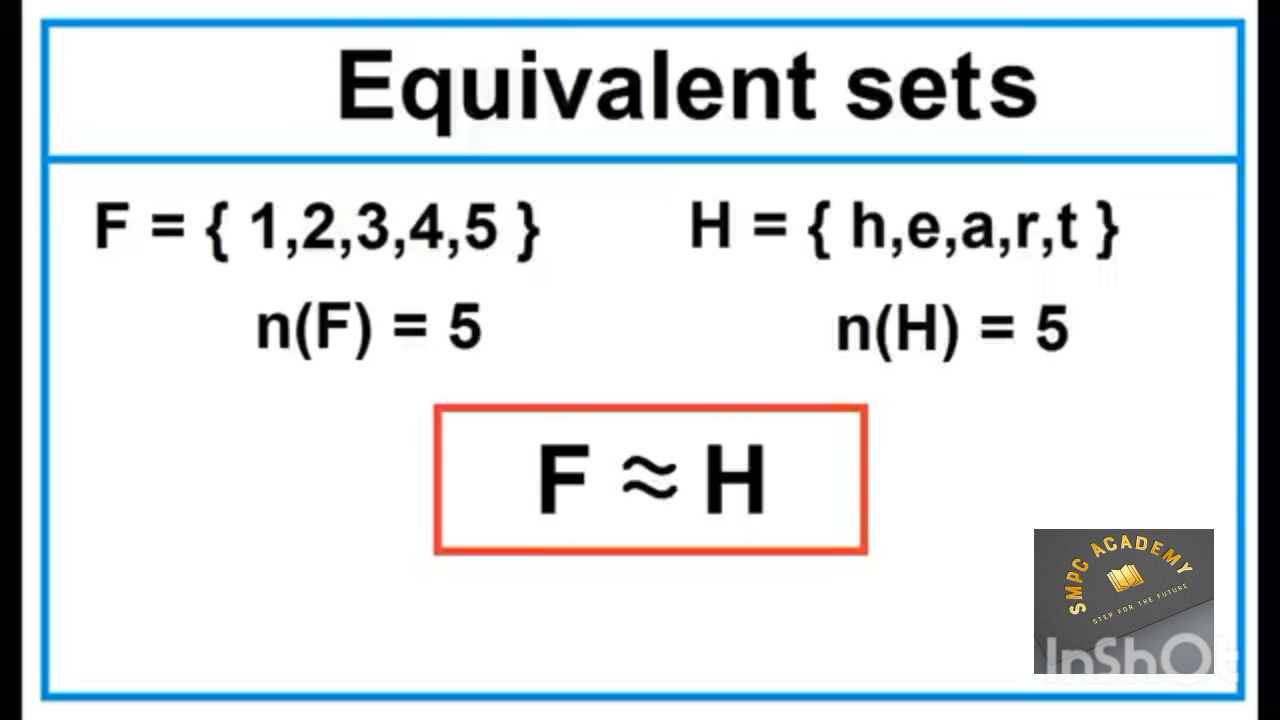 Equivalent sets
F = { 1,2,3,4,5 }
H = { h,e,a,r,t }
n(F) = 5
n(H) = 5
F ≈ H
SMPC ACADEMY
STEP FOR THE FUTURE
InShOt